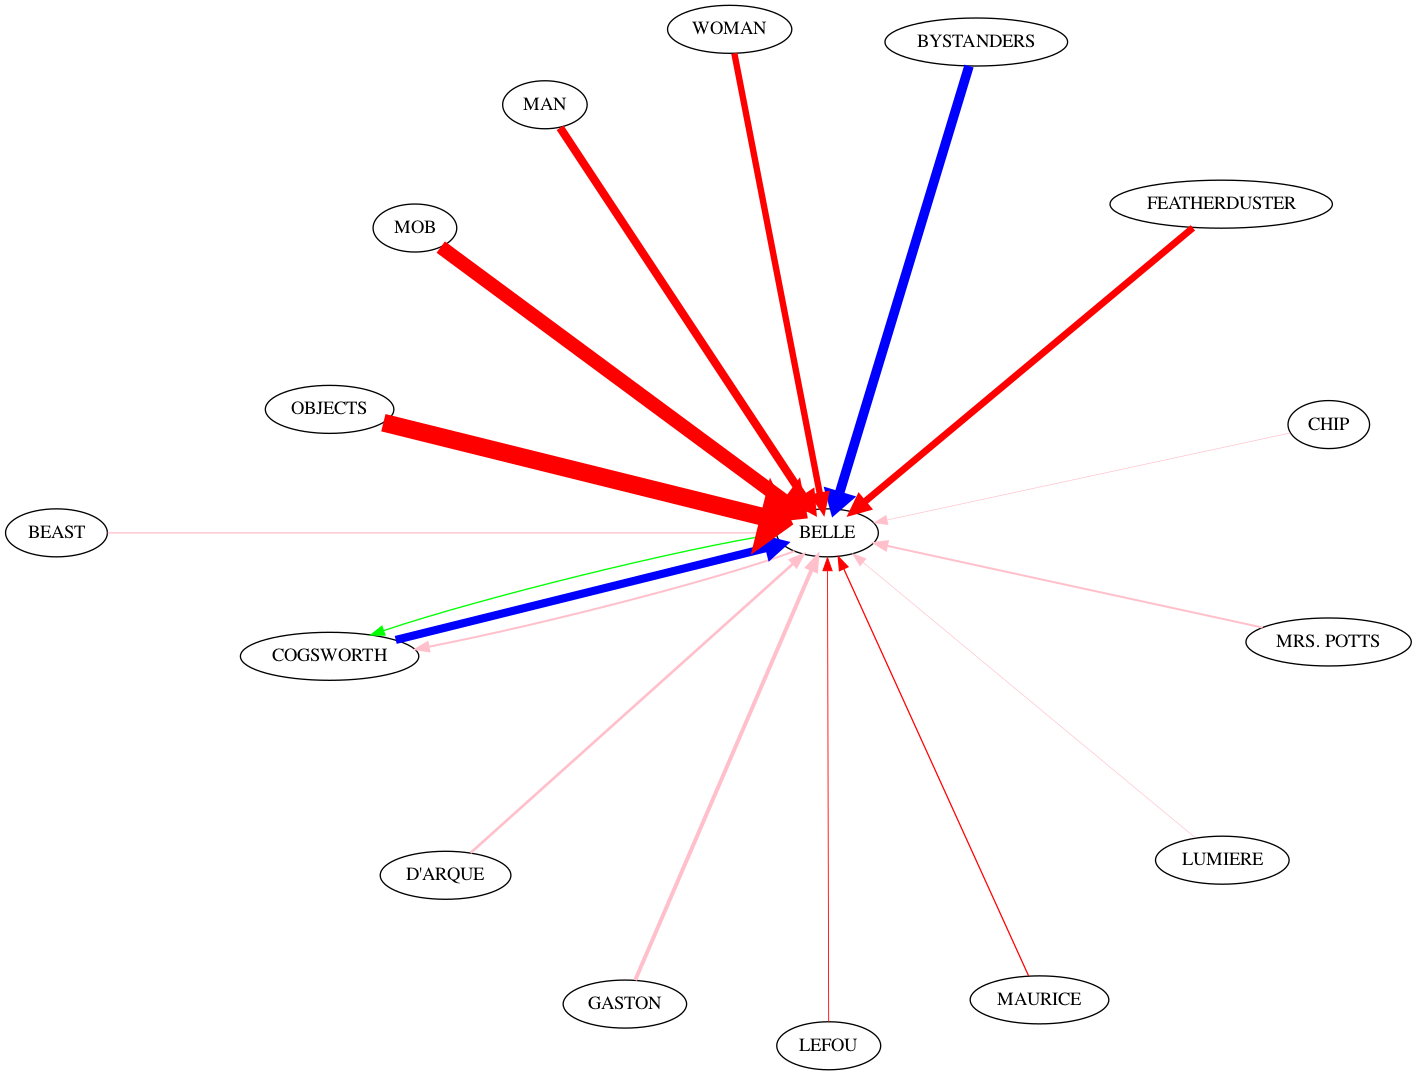 WOMAN
BYSTANDERS
MAN
FEATHERDUSTER
MOB
OBJECTS
CHIP
BEAST
BELLE
COGSWORTH
MRS. POTTS
D'ARQUE
LUMIERE
GASTON
MAURICE
LEFOU